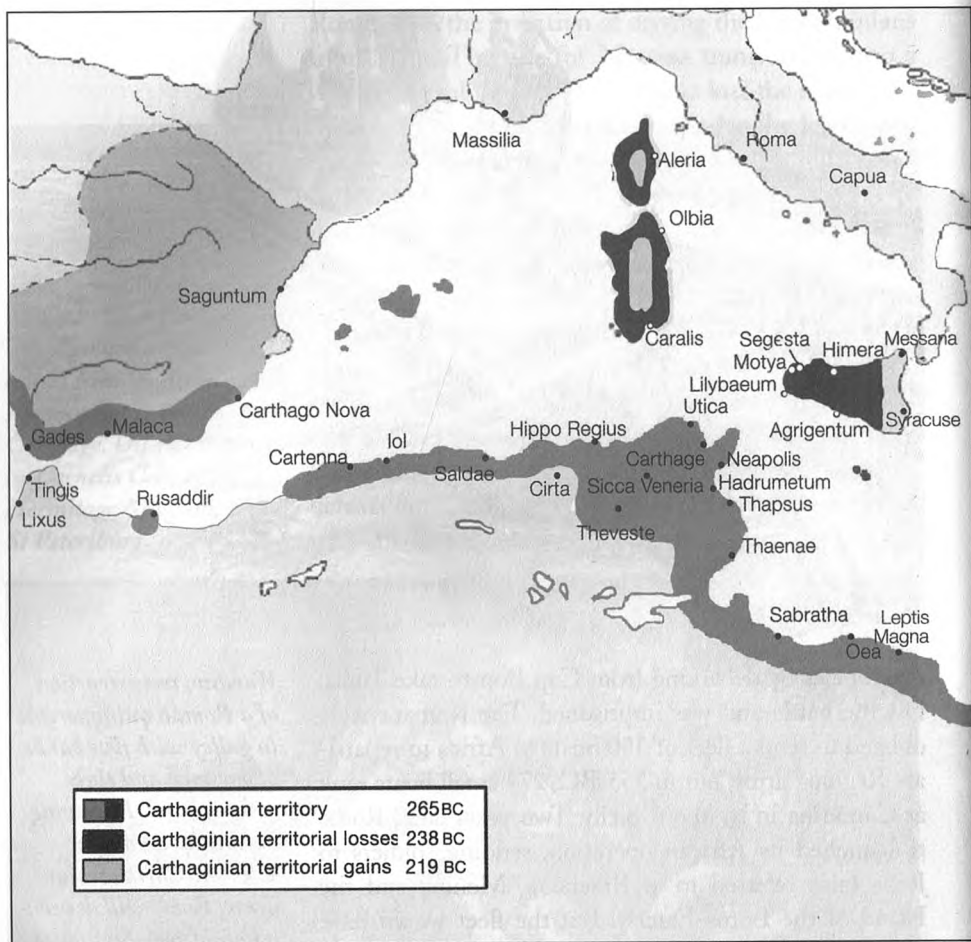 Massilia
Roma
Aleria
Capua
Olbia
Saguntum
Caralis
Segesta
Messana
Motya
Himera
Lilybaeum
Carthago Nova
Utica
Malaca
Hippo Regius
Agrigentum
Syracuse
Gades
Iol
Cartenna
Carthage
Neapolis
Saldae
Cirta
Sicca Veneria
Hadrumetum
Tingis
Rusaddir
Thapsus
Lixus
Theveste
Thaenae
Sabratha
Leptis
Magna
Oea
Carthaginian territory 265 BC
Carthaginian territorial losses 238 BC
Carthaginian territorial gains 219 BC